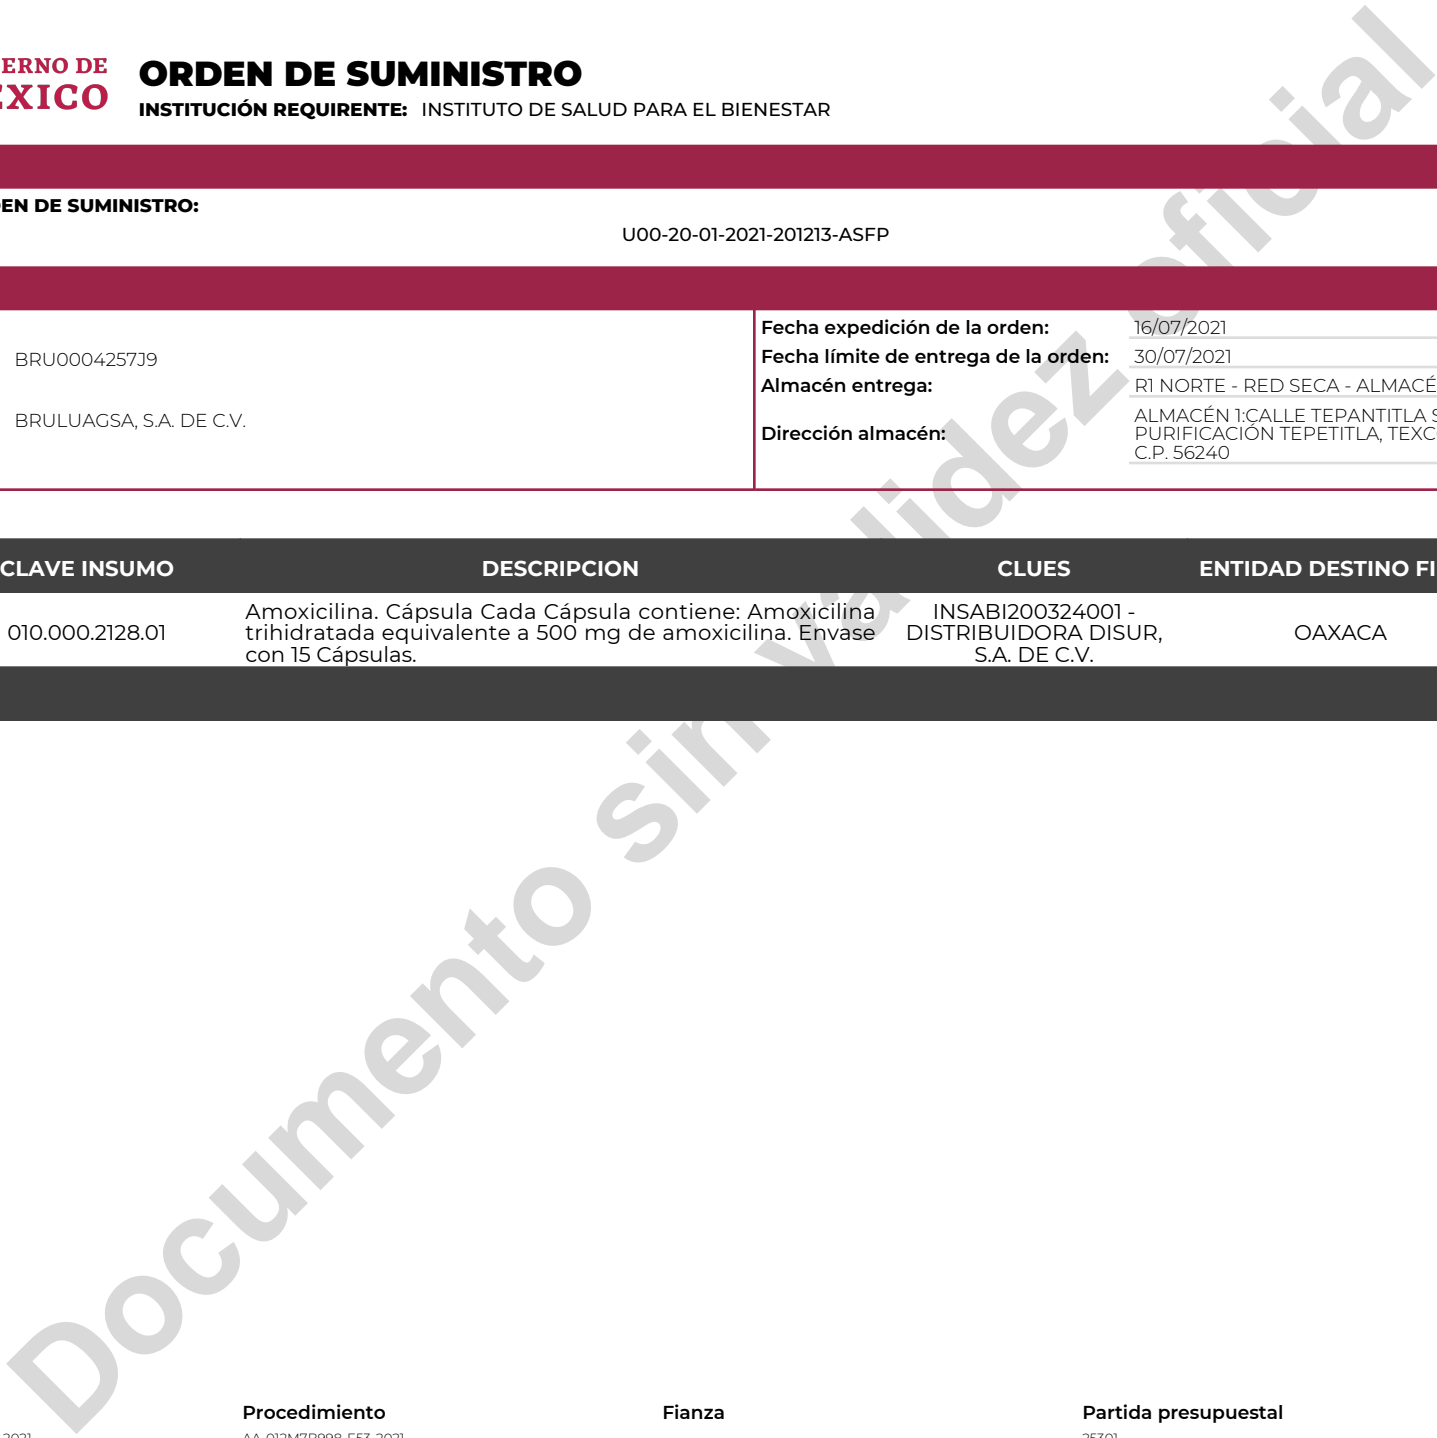 ERNO DE
ORDEN DE SUMINISTRO
INSTITUCIÓN REQUIRENTE: INSTITUTO DE SALUD PARA EL BIENESTAR
EN DE SUMINISTRO:
U00-20-01-2021-201213-ASFP
BRU0004257J9
BRULUAGSA, S.A. DE C.V.
Fecha expedición de la orden: 16/07/2021
Fecha límite de entrega de la orden: 30/07/2021
Almacén entrega: R1 NORTE - RED SECA - ALMACÉ
Dirección almacén: ALMACÉN 1:CALLE TEPANTITLA S
PURIFICACIÓN TEPETITLA, TEXC
C.P. 56240
CLAVE INSUMO DESCRIPCION CLUES ENTIDAD DESTINO FI
010.000.2128.01
Amoxicilina. Cápsula Cada Cápsula contiene: Amoxicilina
trihidratada equivalente a 500 mg de amoxicilina. Envase
con 15 Cápsulas.
INSABI200324001 -
DISTRIBUIDORA DISUR,
S.A. DE C.V.
OAXACA
Documento sin validez oficial
Procedimiento Fianza Partida presupuestal